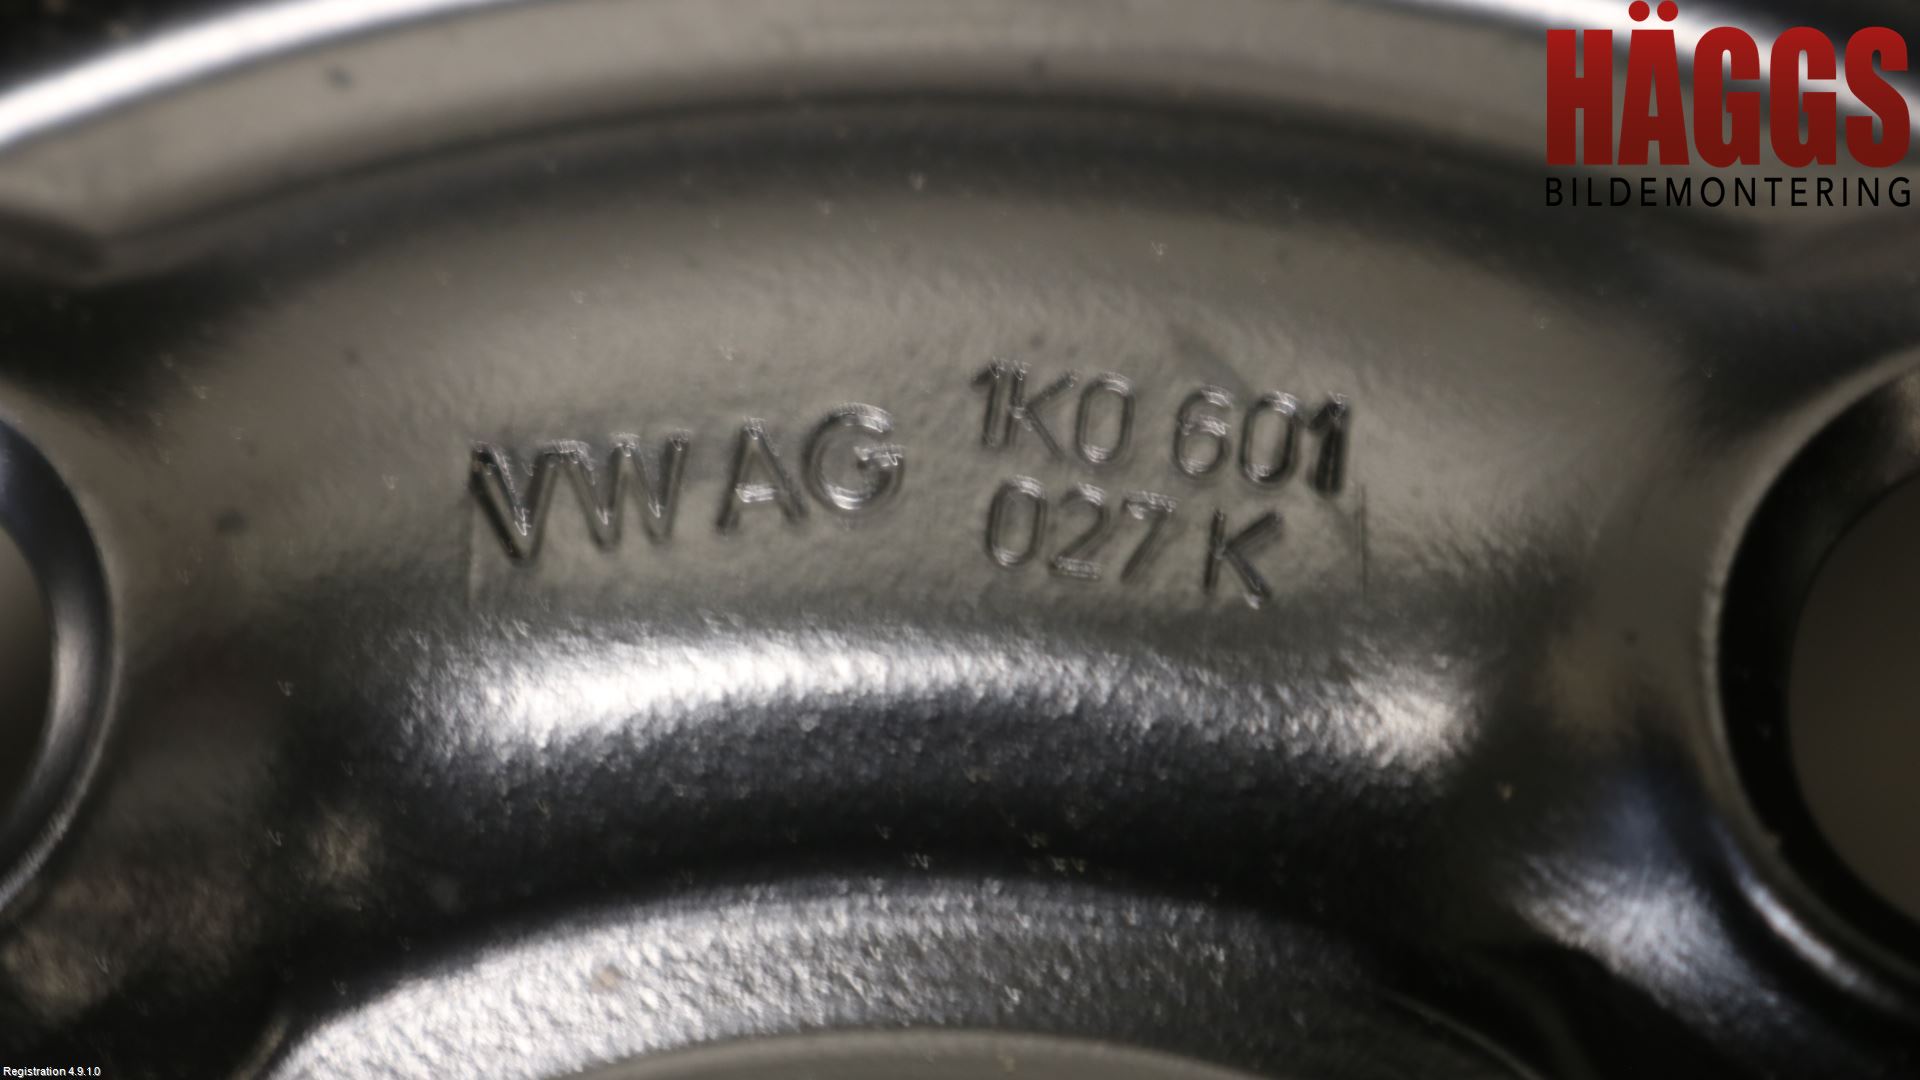 HÄGGS
BILDEMONTERING
VW AG
1K0 601
027 K
Registration 4.9.1.0